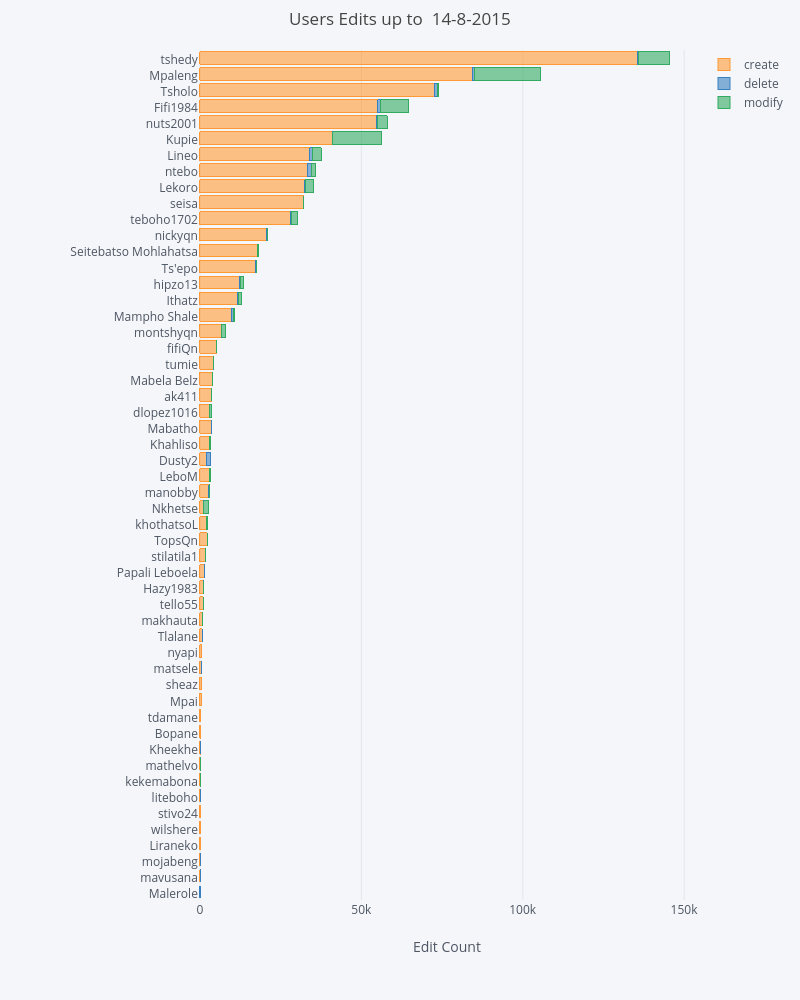 Users Edits up to  14-8-2015
tshedy
Mpaleng
Tsholo
Fifi1984
nuts2001
Kupie
Lineo
ntebo
Lekoro
seisa
teboho1702
nickyqn
Seitebatso Mohlahatsa
Ts'epo
hipzo13
Ithatz
Mampho Shale
montshyqn
fifiQn
tumie
Mabela Belz
ak411
dlopez1016
Mabatho
Khahliso
Dusty2
LeboM
manobby
Nkhetse
khothatsoL
TopsQn
stilatila1
Papali Leboela
Hazy1983
tello55
makhauta
Tlalane
nyapi
matsele
sheaz
Mpai
tdamane
Bopane
Kheekhe
mathelvo
kekemabona
liteboho
stivo24
wilshere
Liraneko
mojabeng
mavusana
Malerole
0 50k 100k 150k
Edit Count
create
delete
modify